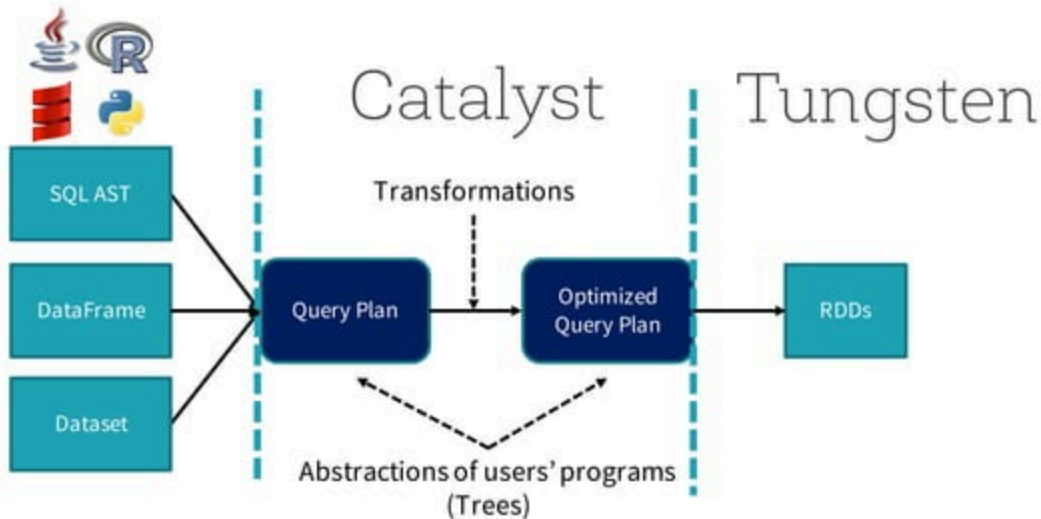 R
Catalyst
Tungsten
SQL AST
Transformations
DataFrame
Query Plan
Optimized
Query Plan
RDDs
Dataset
Abstractions of users' programs
(Trees)